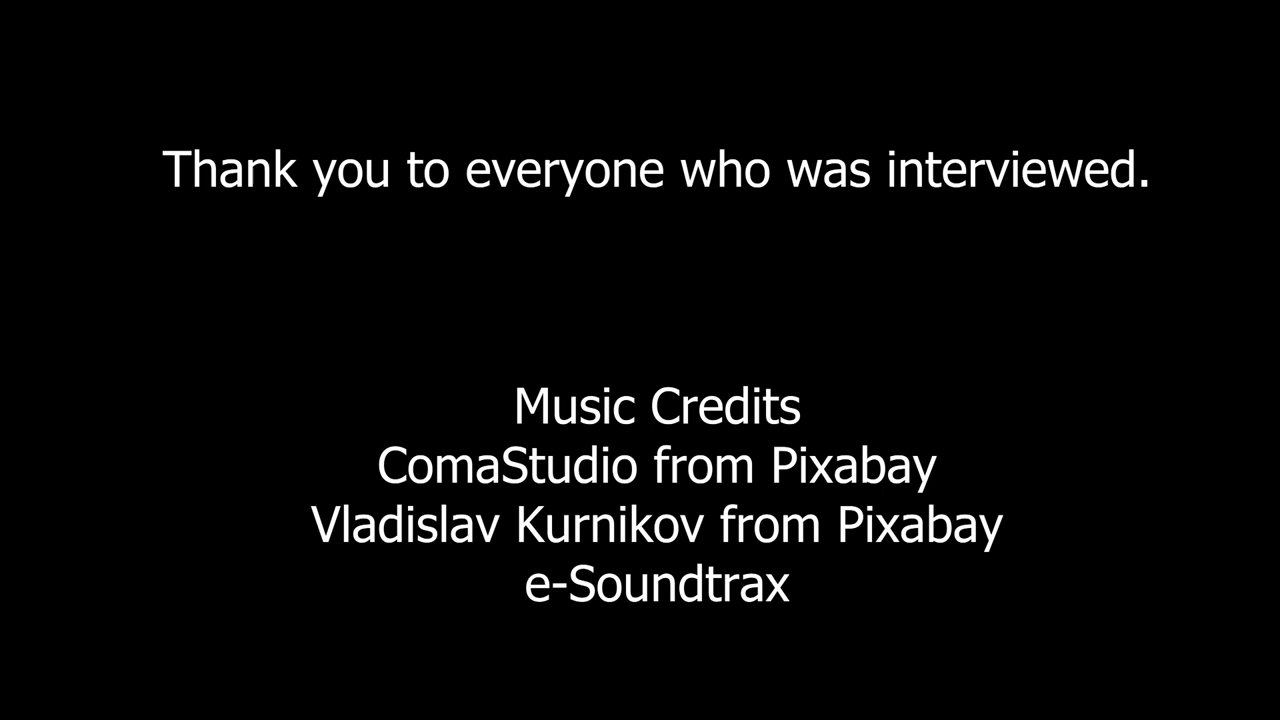 Thank you to everyone who was interviewed.
Music Credits
ComaStudio from Pixabay
Vladislav Kurnikov from Pixabay
e-Soundtrax